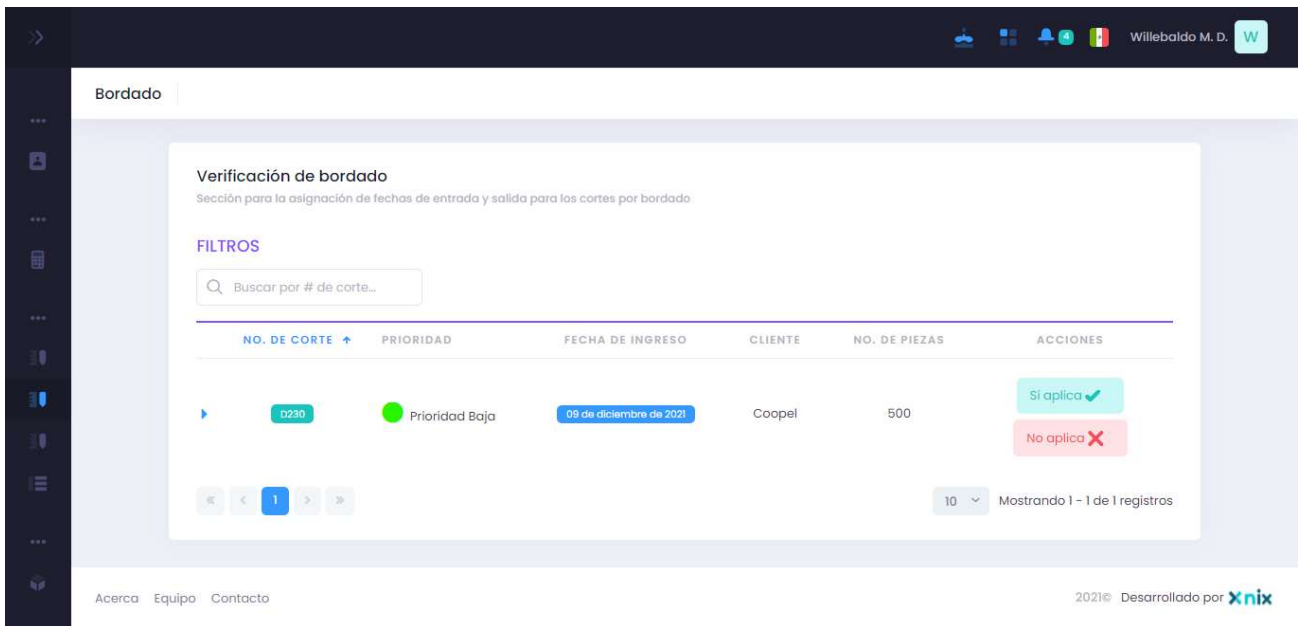 4 Willebaldo M. D. W
Bordado
Verificación de bordado
Sección para la asignación de fechas de entrada y salida para los cortes por bordado
FILTROS
Buscar por # de corte...
NO. DE CORTE PRIORIDAD FECHA DE INGRESO CLIENTE NO. DE PIEZAS ACCIONES
Sí aplica
D230 Prioridad Baja 09 de diciembre de 2021 Coopel 500
No aplica
« < 1 > » 10 Mostrando 1 - 1 de 1 registros
Acerca Equipo Contacto 2021© Desarrollado por Xnix